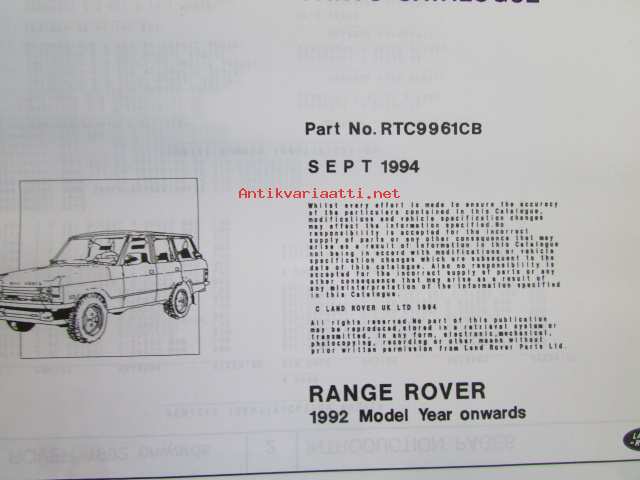 PARTS CATALOGUE
Part No. RTC9961CB
SEPT 1994
Antikvariaatti.net
Whilst every effort is made to ensure the accuracy
of the particulars contained in this Catalogue,
modifications and vehicle specification changes
may affect the information specified. No
responsibility is accepted for the incorrect
supply of parts or any other consequence that may
arise as a result of information in this Catalogue
not being in accord with modifications or vehicle
specification changes which are subsequent to the
date of this catalogue. Also no responsibility is
accepted for the incorrect supply of parts or any
other consequence that may arise as a result of
any misinterpretation of the information specified
in this Catalogue.
C LAND ROVER UK LTD 1994
All rights reserved. No part of this publication
may be reproduced, stored in a retrieval system or
transmitted, in any form, electronic, mechanical,
photocopying, recording or other means without
prior written permission from Land Rover Parts Ltd.
RANGE ROVER
1992 Model Year onwards